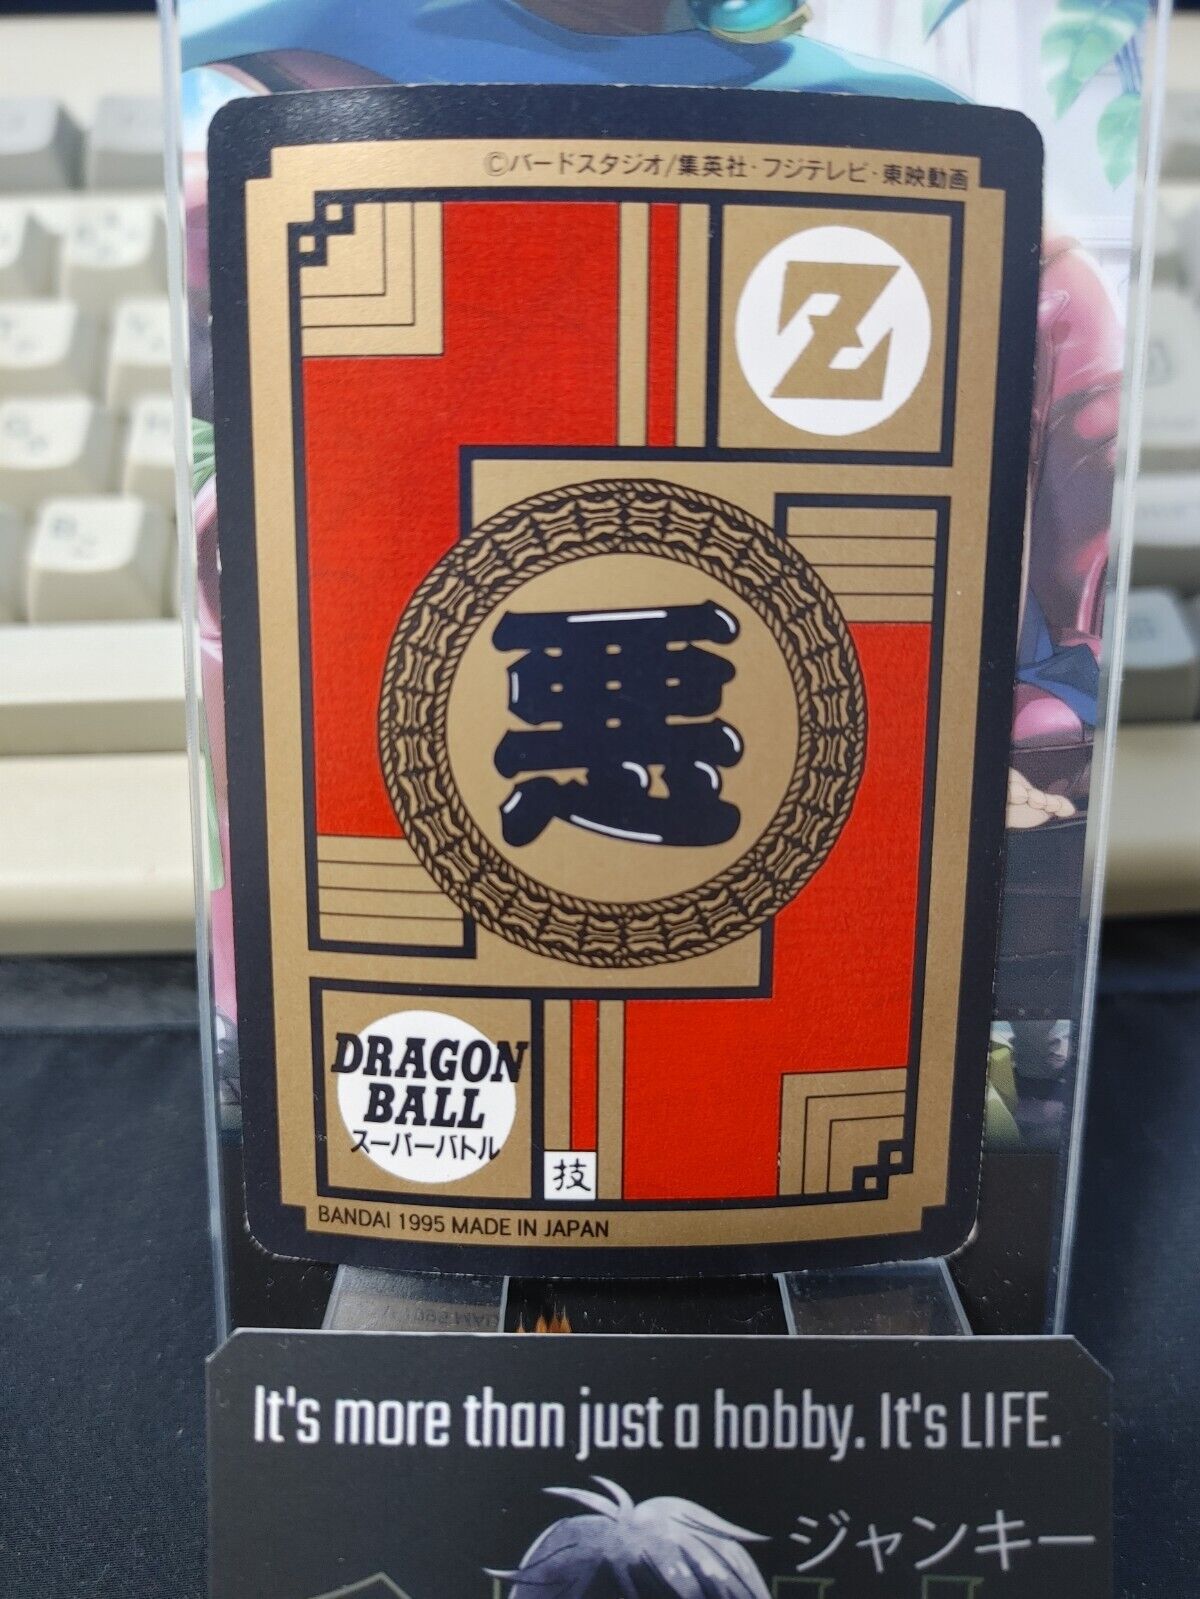 ©バードスタジオ/集英社・フジテレビ・東映動画
Z
悪
DRAGON
BALL
スーパーバトル
技
BANDAI 1995 MADE IN JAPAN
It's more than just a hobby. It's LIFE.
ジャンキー